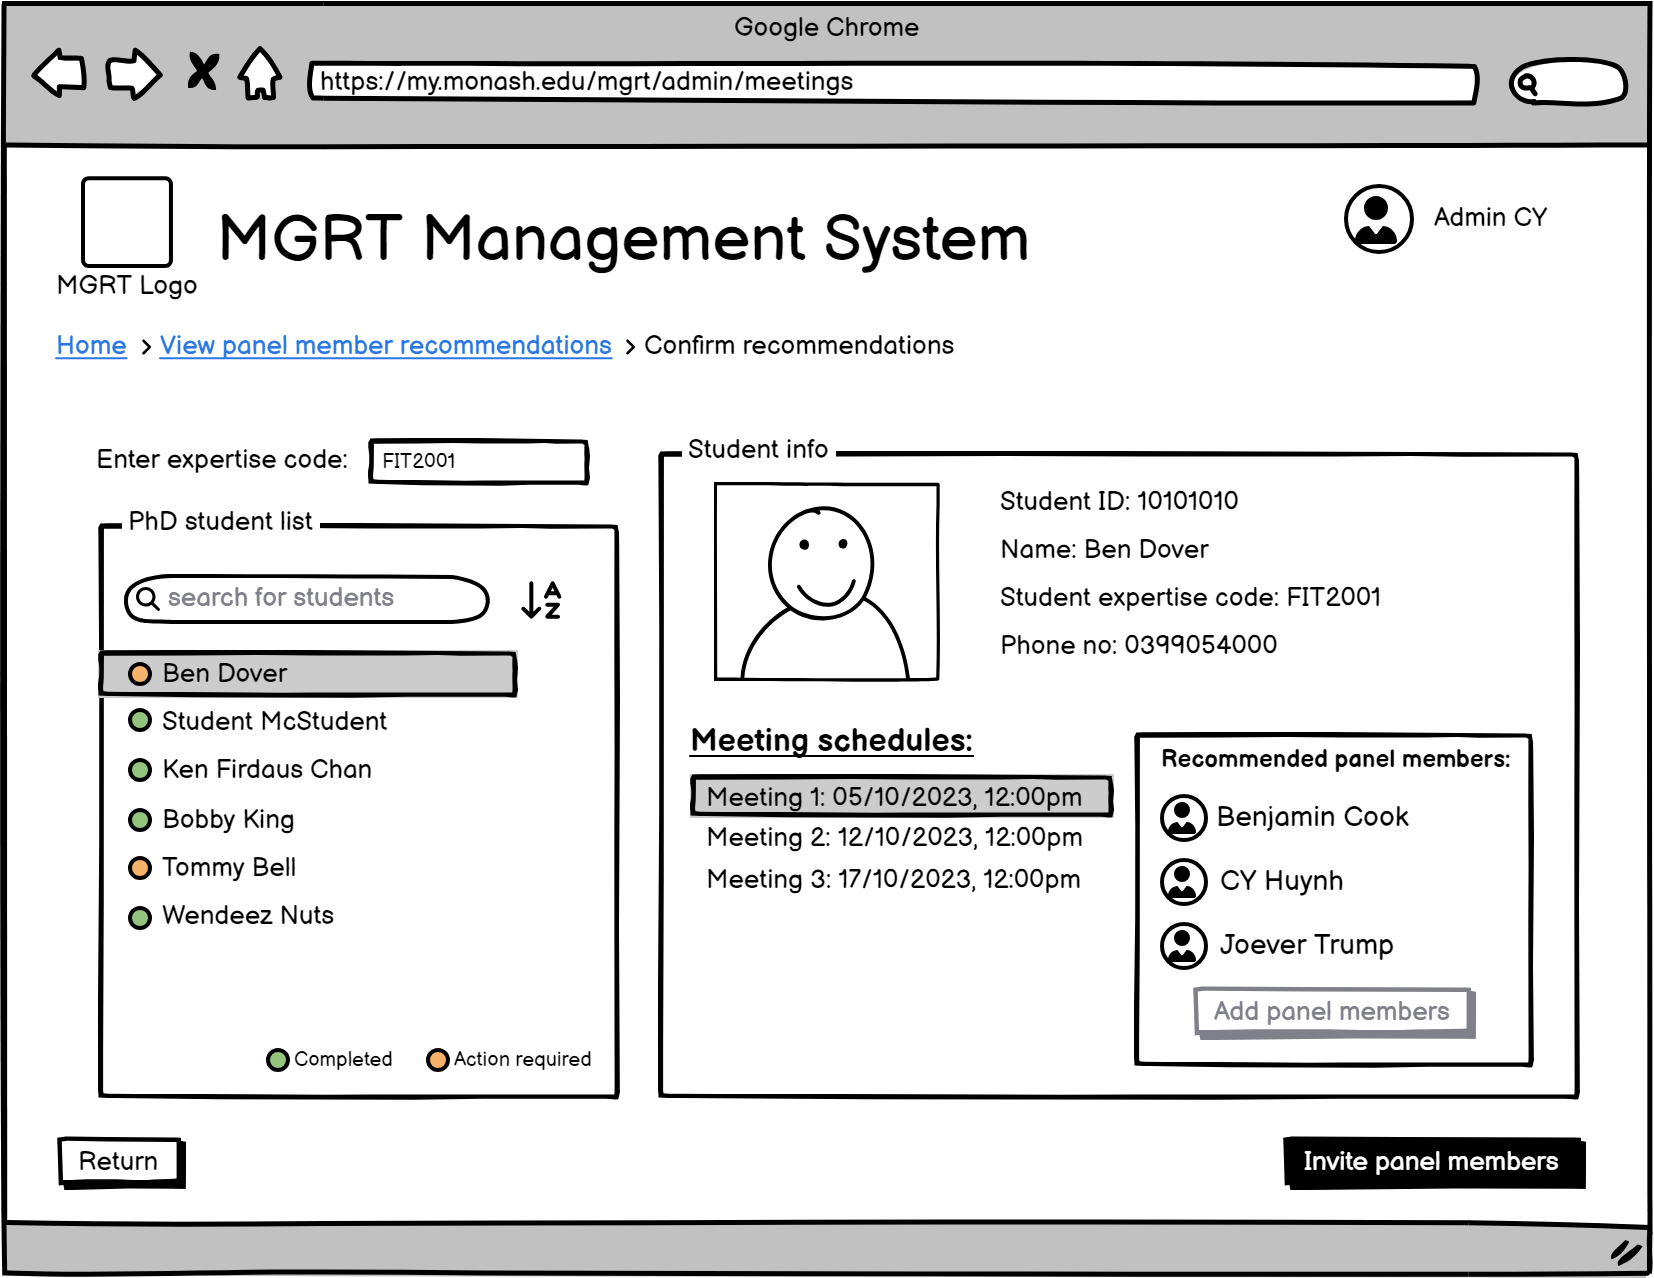 Google Chrome
https://my.monash.edu/mgrt/admin/meetings
MGRT Logo
MGRT Management System
Admin CY
Home > View panel member recommendations > Confirm recommendations
Enter expertise code: FIT2001
PhD student list
search for students
A
Z
Ben Dover
Student McStudent
Ken Firdaus Chan
Bobby King
Tommy Bell
Wendeez Nuts
Completed Action required
Student info
Student ID: 10101010
Name: Ben Dover
Student expertise code: FIT2001
Phone no: 0399054000
Meeting schedules:
Meeting 1: 05/10/2023, 12:00pm
Meeting 2: 12/10/2023, 12:00pm
Meeting 3: 17/10/2023, 12:00pm
Recommended panel members:
Benjamin Cook
CY Huynh
Joever Trump
Add panel members
Return
Invite panel members